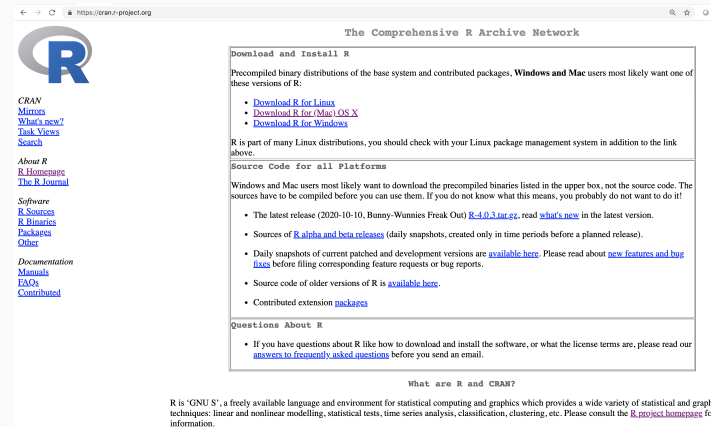 https://cran.r-project.org
R
CRAN
Mirrors
What's new?
Task Views
Search
About R
R Homepage
The R Journal
Software
R Sources
R Binaries
Packages
Other
Documentation
Manuals
FAQs
Contributed
The Comprehensive R Archive Network
Download and Install R
Precompiled binary distributions of the base system and contributed packages, Windows and Mac users most likely want one of
these versions of R:
• Download R for Linux
• Download R for (Mac) OS X
• Download R for Windows
R is part of many Linux distributions, you should check with your Linux package management system in addition to the link
above.
Source Code for all Platforms
Windows and Mac users most likely want to download the precompiled binaries listed in the upper box, not the source code. The
sources have to be compiled before you can use them. If you do not know what this means, you probably do not want to do it!
• The latest release (2020-10-10, Bunny-Wunnies Freak Out) R-4.0.3.tar.gz, read what's new in the latest version.
• Sources of R alpha and beta releases (daily snapshots, created only in time periods before a planned release).
• Daily snapshots of current patched and development versions are available here. Please read about new features and bug
fixes before filing corresponding feature requests or bug reports.
• Source code of older versions of R is available here.
• Contributed extension packages
Questions About R
• If you have questions about R like how to download and install the software, or what the license terms are, please read our
answers to frequently asked questions before you send an email.
What are R and CRAN?
R is ‘GNU S’, a freely available language and environment for statistical computing and graphics which provides a wide variety of statistical and graph
techniques: linear and nonlinear modelling, statistical tests, time series analysis, classification, clustering, etc. Please consult the R project homepage fo
information.